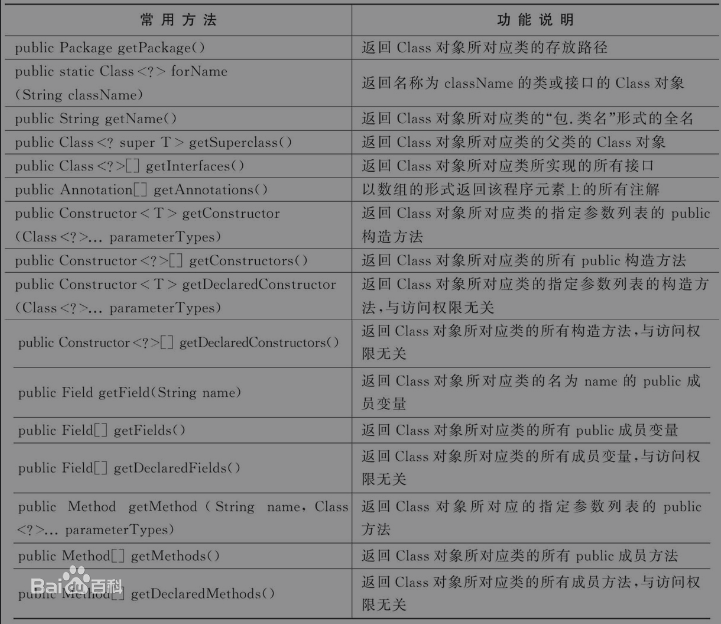 常用方法 功能说明
public Package getPackage() 返回 Class 对象所对应类的存放路径
public static Class<?> forName
(String className) 返回名称为 className 的类或接口的 Class 对象
public String getName() 返回 Class 对象所对应类的“包.类名”形式的全名
public Class<? super T> getSuperclass() 返回 Class 对象所对应类的父类的 Class 对象
public Class<?>[] getInterfaces() 返回 Class 对象所对应类所实现的所有接口
public Annotation[] getAnnotations() 以数组的形式返回该程序元素上的所有注解
public Constructor<T> getConstructor 返回 Class 对象所对应类的指定参数列表的 public
(Class<?>... parameterTypes) 构造方法
public Constructor<?>[] getConstructors() 返回 Class 对象所对应类的所有 public 构造方法
public Constructor<T> getDeclaredConstructor 返回 Class 对象所对应类的指定参数列表的构造方
(Class<?>... parameterTypes) 法,与访问权限无关
public Constructor<?>[] getDeclaredConstructors() 返回 Class 对象所对应类的所有构造方法,与访问权
限无关
public Field getField(String name) 返回 Class 对象所对应类的名为 name 的 public 成
员变量
public Field[] getFields() 返回 Class 对象所对应类的所有 public 成员变量
public Field[] getDeclaredFields() 返回 Class 对象所对应类的所有成员变量,与访问权
限无关
public Method getMethod (String name, Class 返回 Class 对象所对应的指定参数列表的 public
<?>... parameterTypes) 方法
public Method[] getMethods() 返回 Class 对象所对应类的所有 public 成员方法
public Method[] getDeclaredMethods() 返回 Class 对象所对应类的所有成员方法,与访问权
限无关
Bai du 百科